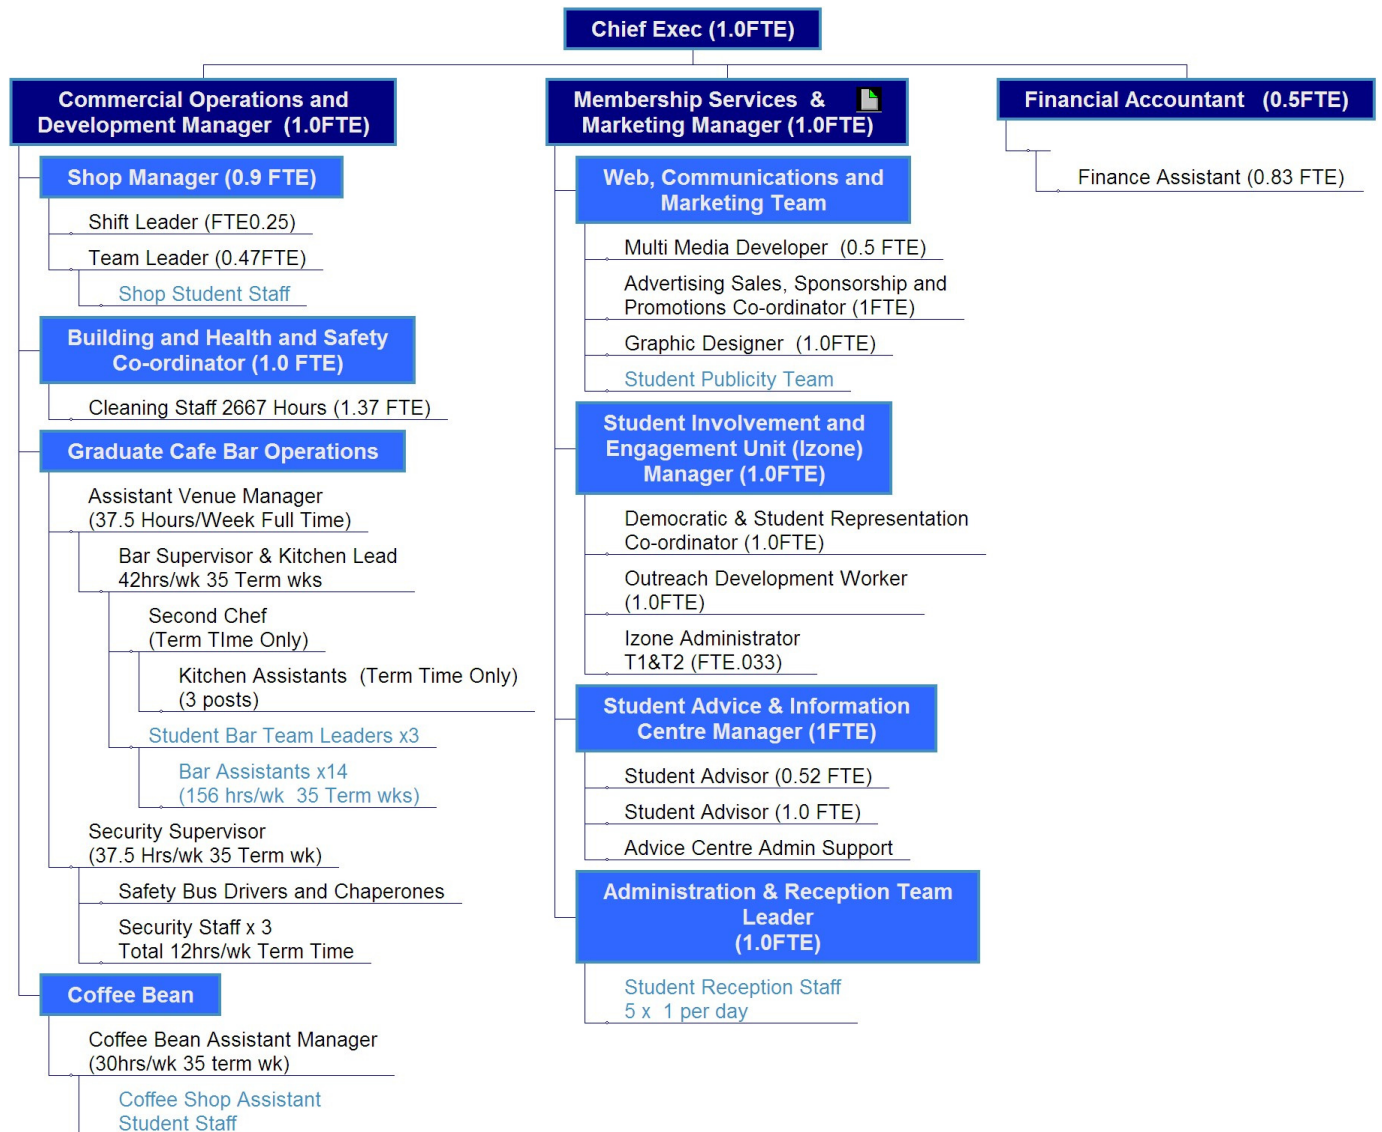 Chief Exec (1.0FTE)
Commercial Operations and
Development Manager (1.0FTE)
Shop Manager (0.9 FTE)
Shift Leader (FTE0.25)
Team Leader (0.47FTE)
Shop Student Staff
Building and Health and Safety
Co-ordinator (1.0 FTE)
Cleaning Staff 2667 Hours (1.37 FTE)
Graduate Cafe Bar Operations
Assistant Venue Manager
(37.5 Hours/Week Full Time)
Bar Supervisor & Kitchen Lead
42hrs/wk 35 Term wks
Second Chef
(Term TIme Only)
Kitchen Assistants (Term Time Only)
(3 posts)
Student Bar Team Leaders x3
Bar Assistants x14
(156 hrs/wk 35 Term wks)
Security Supervisor
(37.5 Hrs/wk 35 Term wk)
Safety Bus Drivers and Chaperones
Security Staff x 3
Total 12hrs/wk Term Time
Coffee Bean
Coffee Bean Assistant Manager
(30hrs/wk 35 term wk)
Coffee Shop Assistant
Student Staff
Membership Services &
Marketing Manager (1.0FTE)
Web, Communications and
Marketing Team
Multi Media Developer (0.5 FTE)
Advertising Sales, Sponsorship and
Promotions Co-ordinator (1FTE)
Graphic Designer (1.0FTE)
Student Publicity Team
Student Involvement and
Engagement Unit (Izone)
Manager (1.0FTE)
Democratic & Student Representation
Co-ordinator (1.0FTE)
Outreach Development Worker
(1.0FTE)
Izone Administrator
T1&T2 (FTE.033)
Student Advice & Information
Centre Manager (1FTE)
Student Advisor (0.52 FTE)
Student Advisor (1.0 FTE)
Advice Centre Admin Support
Administration & Reception Team
Leader
(1.0FTE)
Student Reception Staff
5 x 1 per day
Financial Accountant (0.5FTE)
Finance Assistant (0.83 FTE)